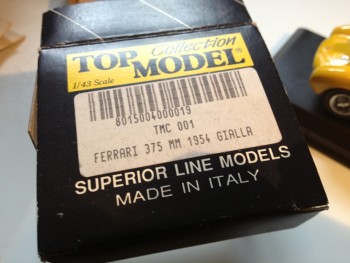 Collection
TOP MODEL®
1/43 Scale
8015004000019
TMC 001
FERRARI 375 MM 1954 GIALLA
SUPERIOR LINE MODELS
MADE IN ITALY